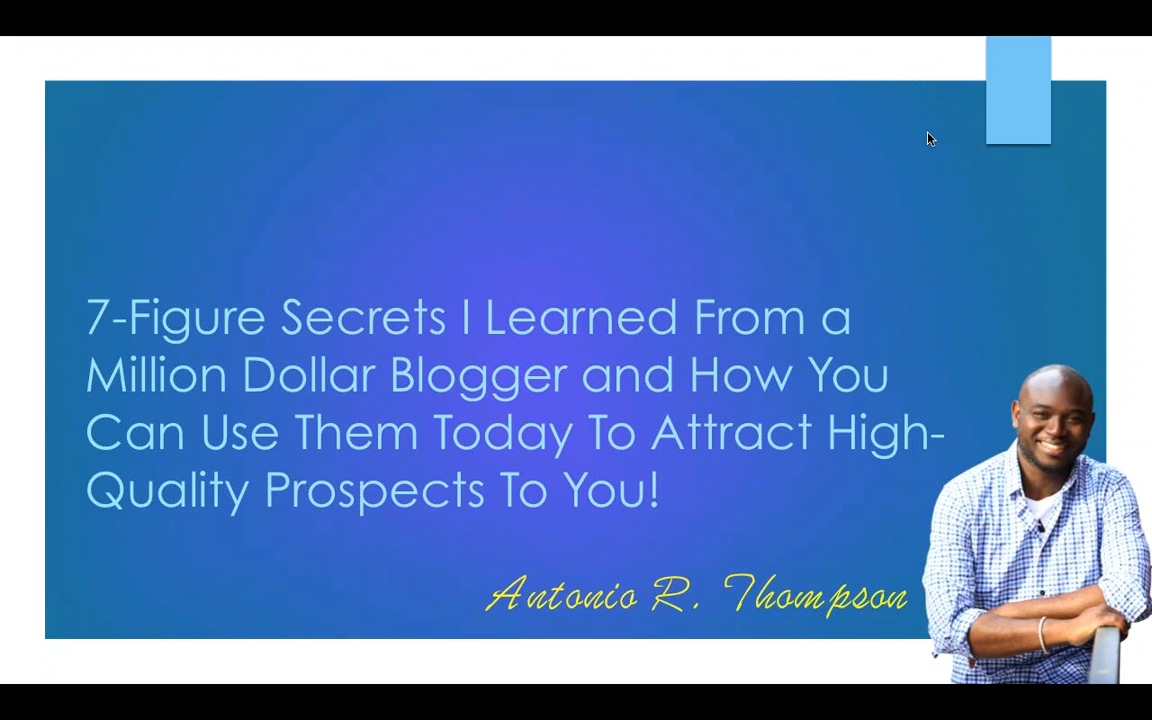 7-Figure Secrets I Learned From a
Million Dollar Blogger and How You
Can Use Them Today To Attract High-
Quality Prospects To You!
Antonio R. Thompson